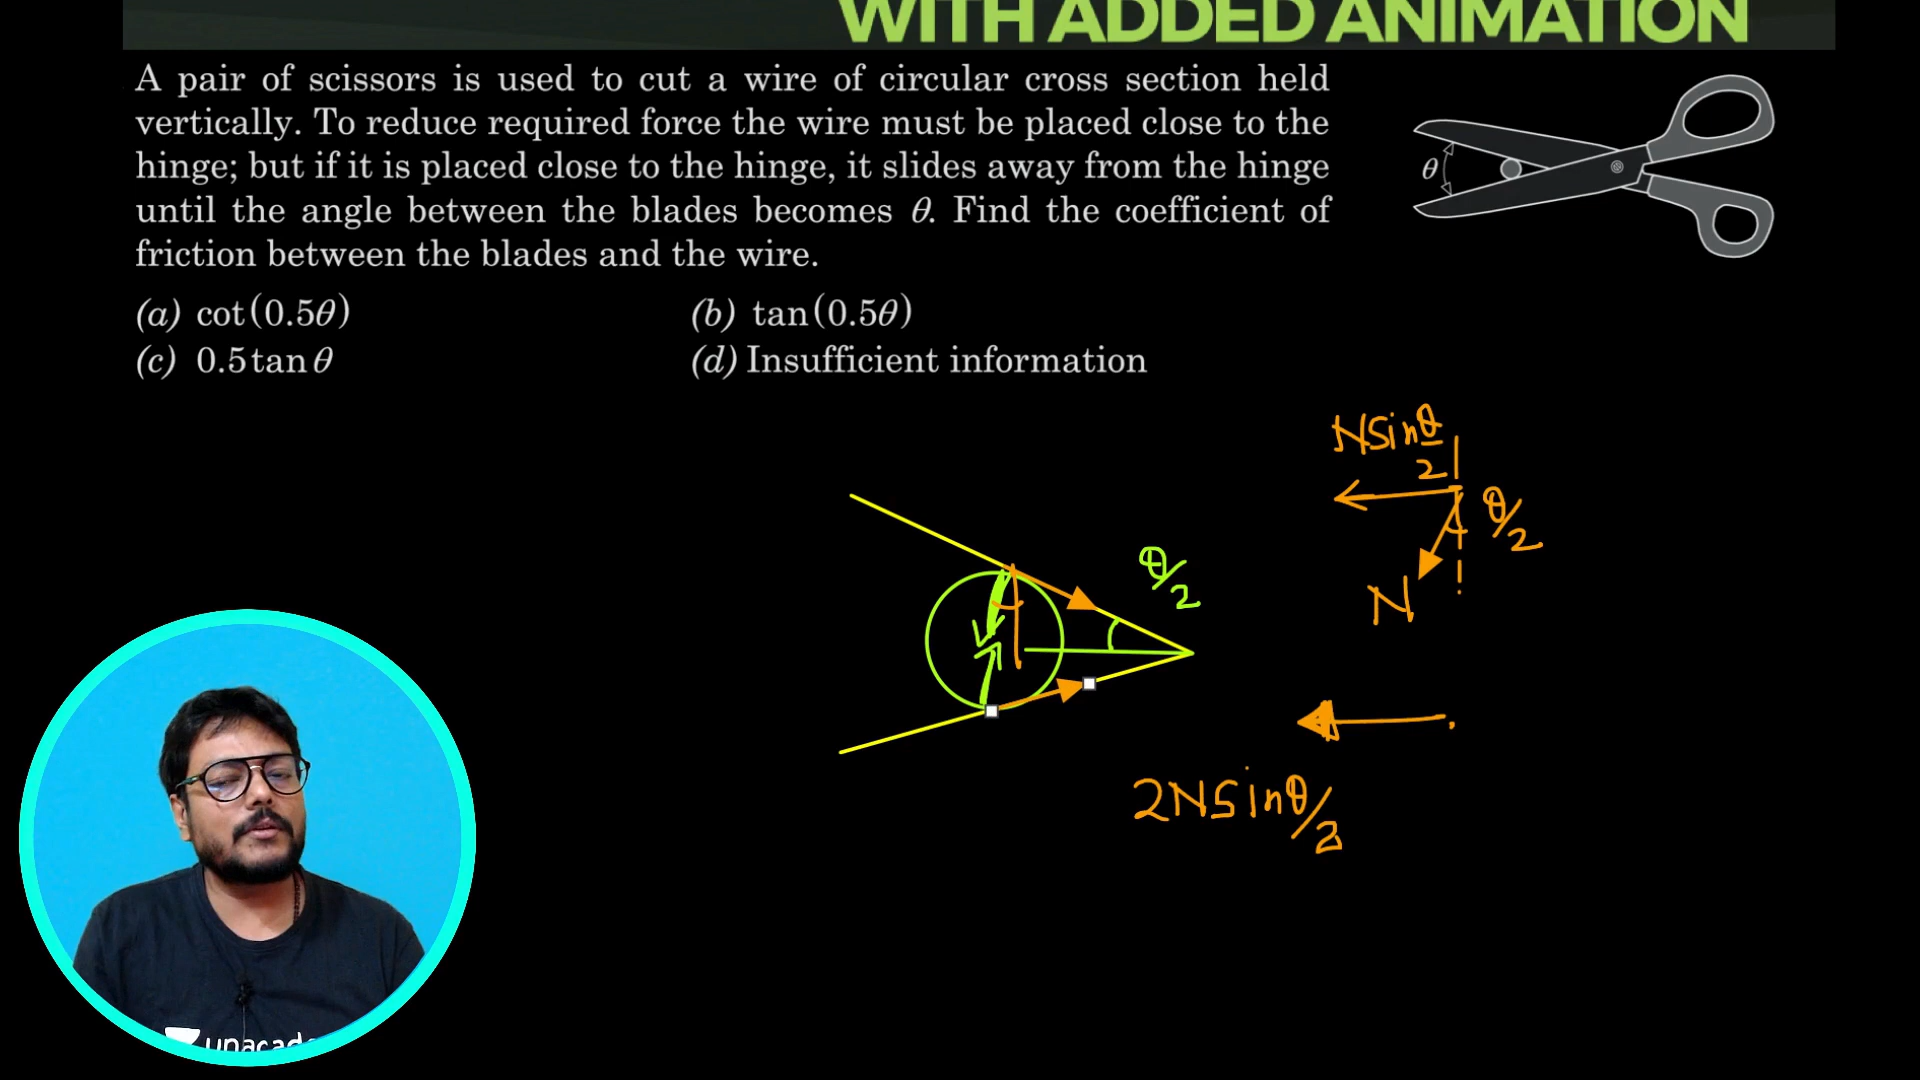 WITH ADDED ANIMATION
A pair of scissors is used to cut a wire of circular cross section held
vertically. To reduce required force the wire must be placed close to the
hinge; but if it is placed close to the hinge, it slides away from the hinge
until the angle between the blades becomes θ. Find the coefficient of
friction between the blades and the wire.
(a) cot(0.5θ)
(b) tan(0.5θ)
(c) 0.5tanθ
(d) Insufficient information
θ
NSinθ/2
θ/2
N
θ/2
2NSinθ/2